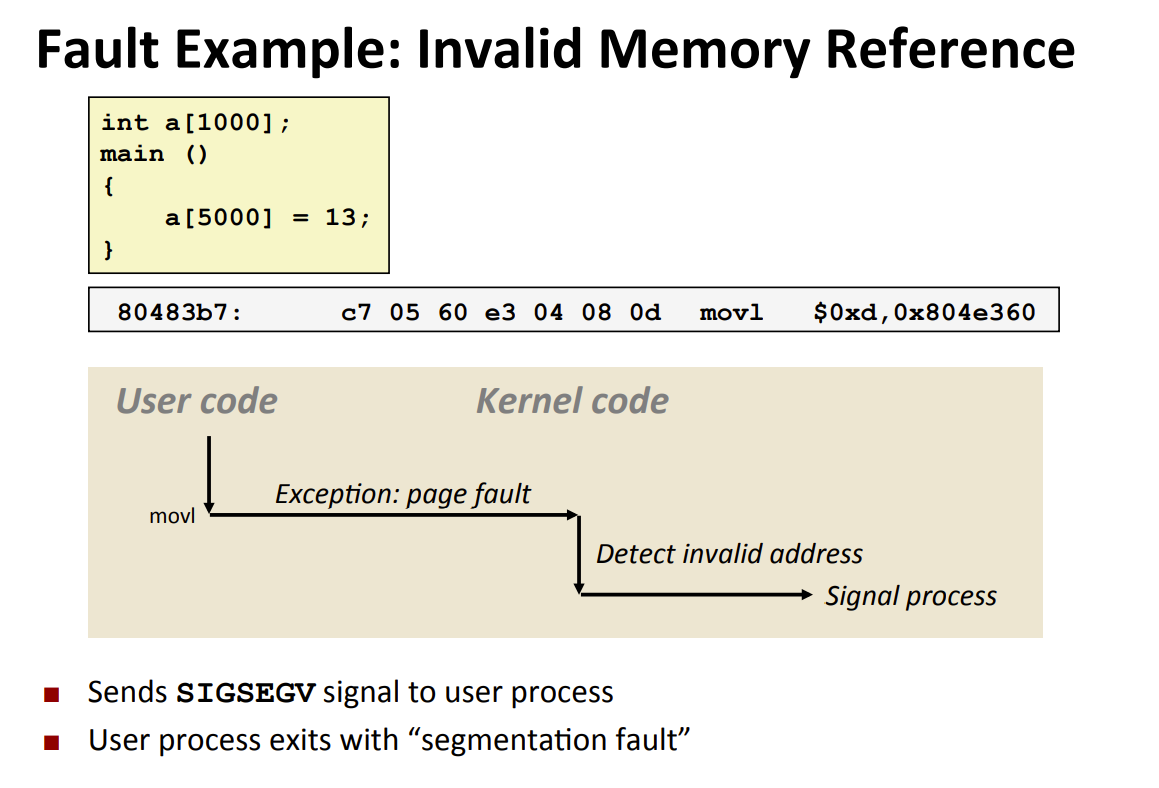 Fault Example: Invalid Memory Reference
int a[1000];
main ()
{
    a[5000] = 13;
}
80483b7: c7 05 60 e3 04 08 0d movl $0xd,0x804e360
User code Kernel code
Exception: page fault
movl
Detect invalid address
Signal process
Sends SIGSEGV signal to user process
User process exits with “segmentation fault”